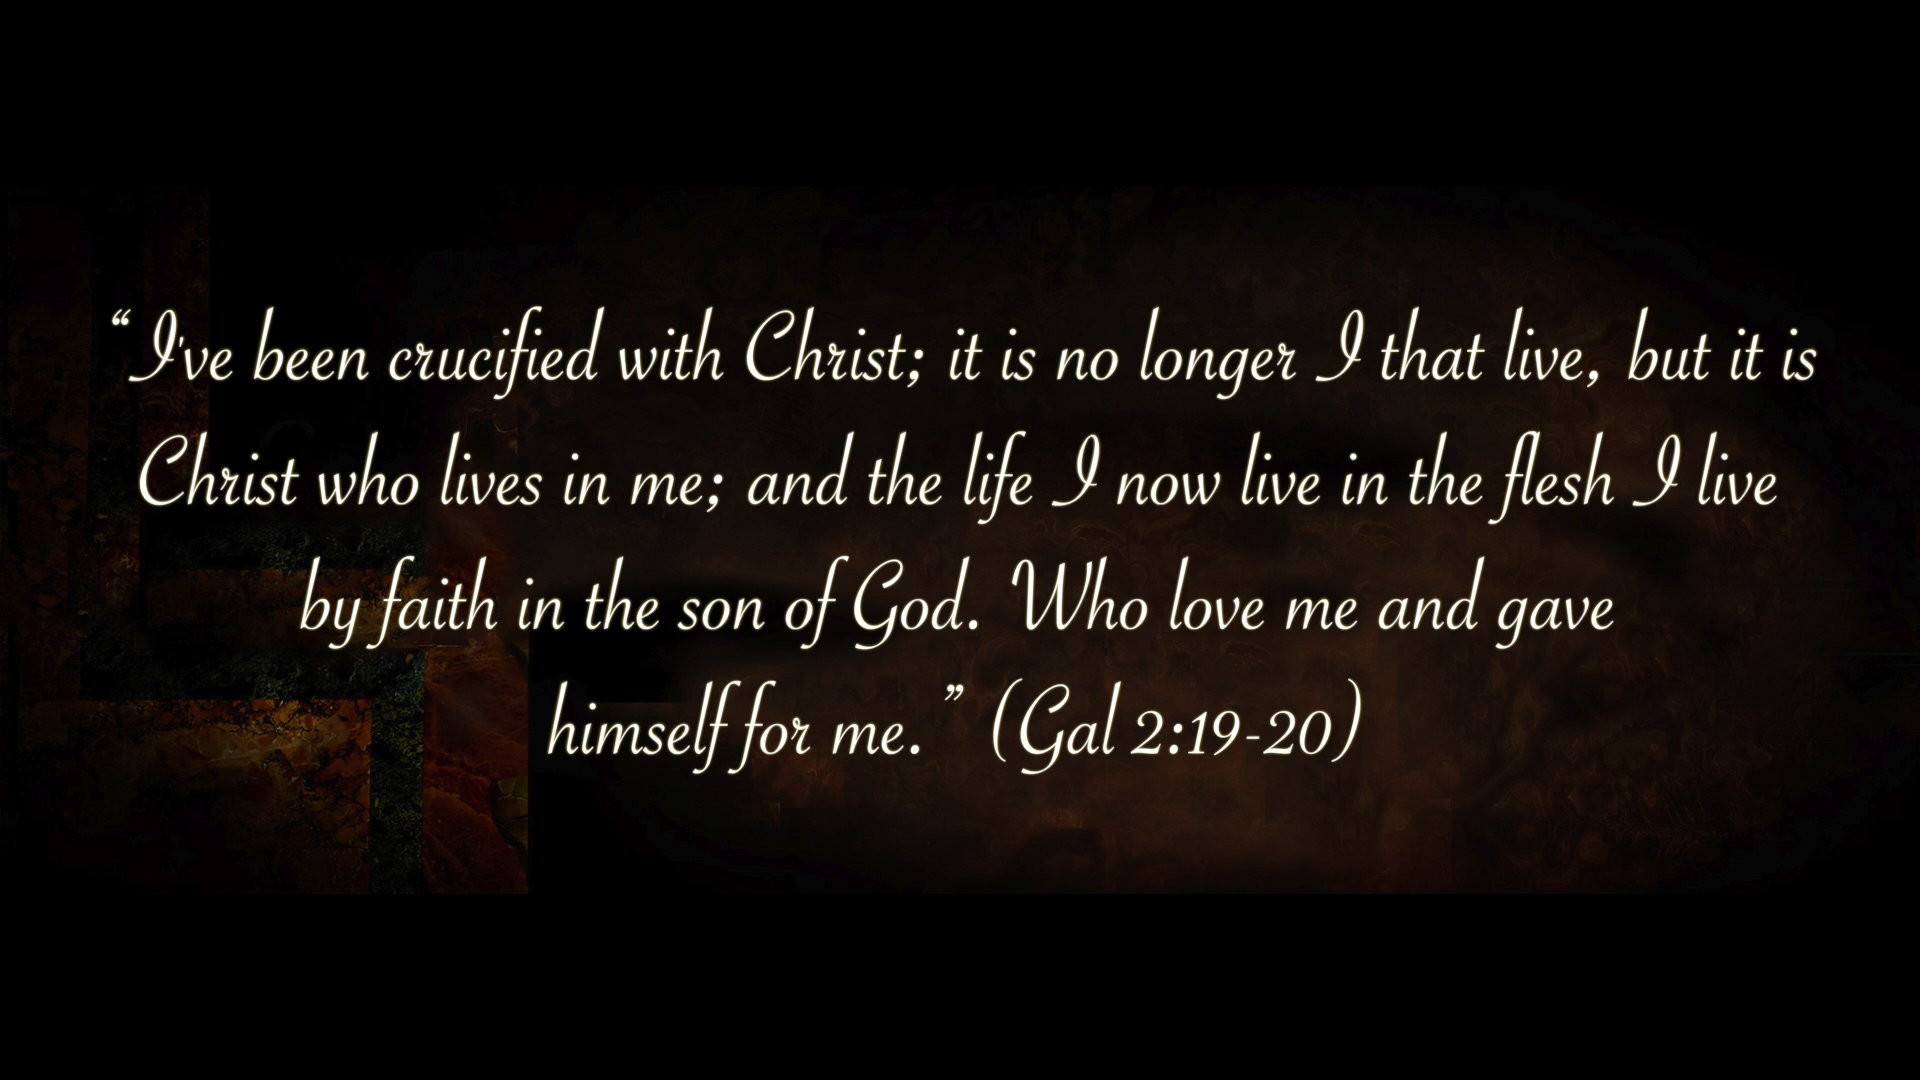 “ I've been crucified with Christ; it is no longer I that live, but it is
Christ who lives in me; and the life I now live in the flesh I live
by faith in the son of God. Who love me and gave
himself for me. ” (Gal 2:19-20)